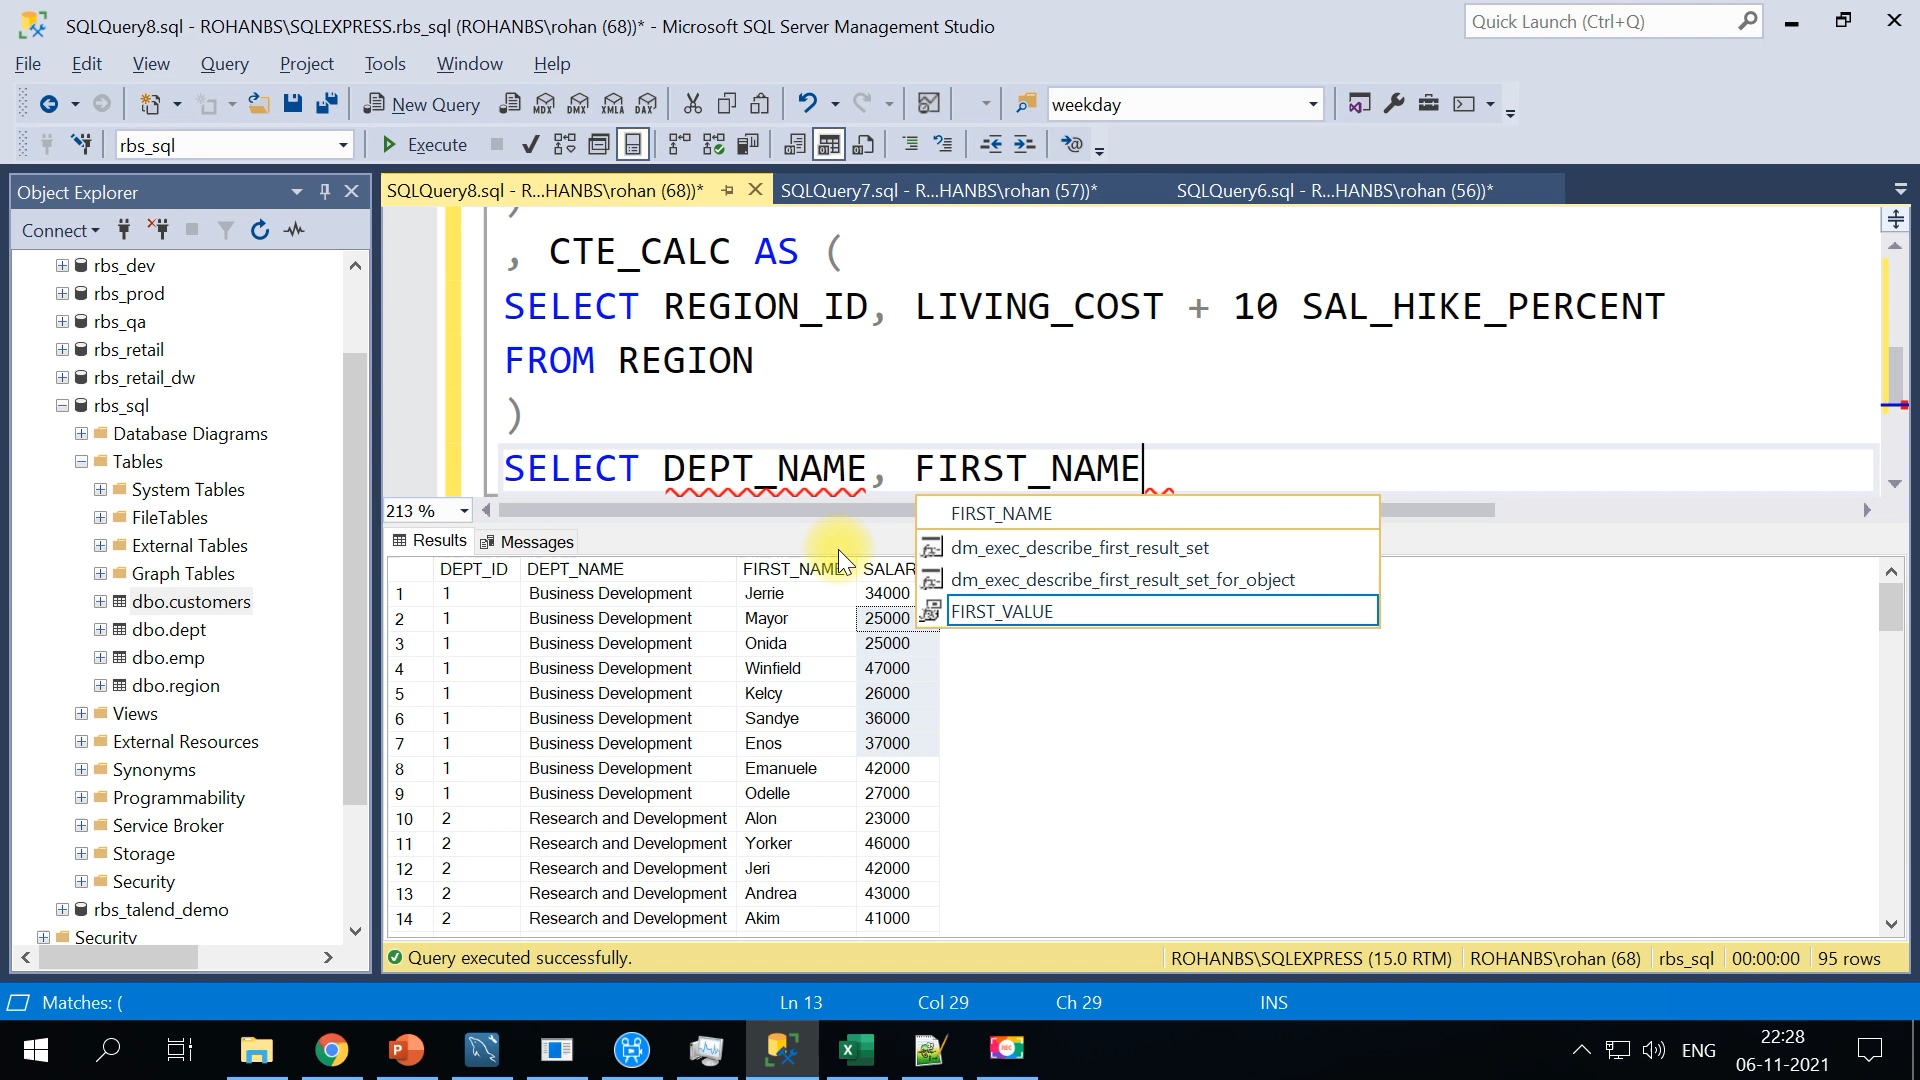 SQLQuery8.sql - ROHANBS\SQLEXPRESS.rbs_sql (ROHANBS\rohan (68))* - Microsoft SQL Server Management Studio
Quick Launch (Ctrl+Q)
File Edit View Query Project Tools Window Help
New Query MDX DMX XMLA DAX weekday
rbs_sql Execute
Object Explorer
SQLQuery8.sql - R...HANBS\rohan (68))* SQLQuery7.sql - R...HANBS\rohan (57))* SQLQuery6.sql - R...HANBS\rohan (56))*
Connect
rbs_dev
rbs_prod
rbs_qa
rbs_retail
rbs_retail_dw
rbs_sql
Database Diagrams
Tables
System Tables
FileTables
External Tables
Graph Tables
dbo.customers
dbo.dept
dbo.emp
dbo.region
Views
External Resources
Synonyms
Programmability
Service Broker
Storage
Security
rbs_talend_demo
Security
)
, CTE_CALC AS (
SELECT REGION_ID, LIVING_COST + 10 SAL_HIKE_PERCENT
FROM REGION
)
SELECT DEPT_NAME, FIRST_NAME
213 %
FIRST_NAME
dm_exec_describe_first_result_set
dm_exec_describe_first_result_set_for_object
FIRST_VALUE
Results Messages
DEPT_ID DEPT_NAME FIRST_NAME SALAR
1 1 Business Development Jerrie 34000
2 1 Business Development Mayor 25000
3 1 Business Development Onida 25000
4 1 Business Development Winfield 47000
5 1 Business Development Kelcy 26000
6 1 Business Development Sandye 36000
7 1 Business Development Enos 37000
8 1 Business Development Emanuele 42000
9 1 Business Development Odelle 27000
10 2 Research and Development Alon 23000
11 2 Research and Development Yorker 46000
12 2 Research and Development Jeri 42000
13 2 Research and Development Andrea 43000
14 2 Research and Development Akim 41000
Query executed successfully. ROHANBS\SQLEXPRESS (15.0 RTM) ROHANBS\rohan (68) rbs_sql 00:00:00 95 rows
Matches: ( Ln 13 Col 29 Ch 29 INS
ENG 22:28
06-11-2021